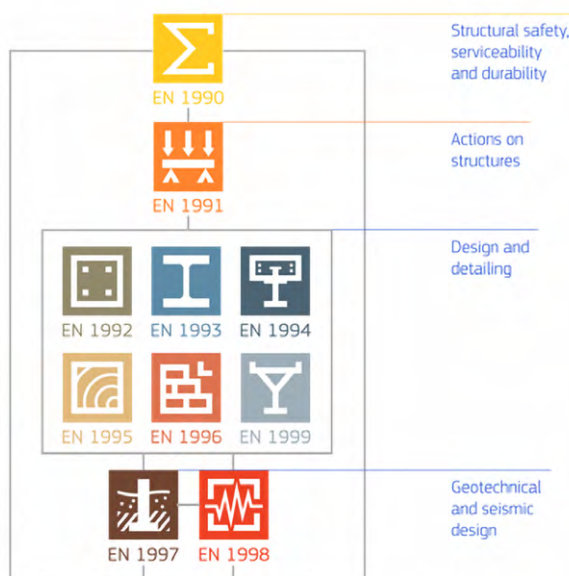 Structural safety,
serviceability
and durability
EN 1990
Actions on
structures
EN 1991
Design and
detailing
EN 1992 EN 1993 EN 1994
EN 1995 EN 1996 EN 1999
Geotechnical
and seismic
design
EN 1997 EN 1998